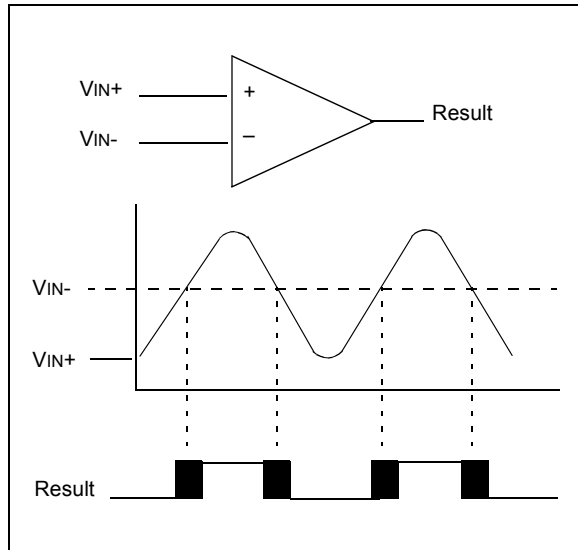 VIN+
+
Result
VIN-
–
VIN-
VIN+
Result